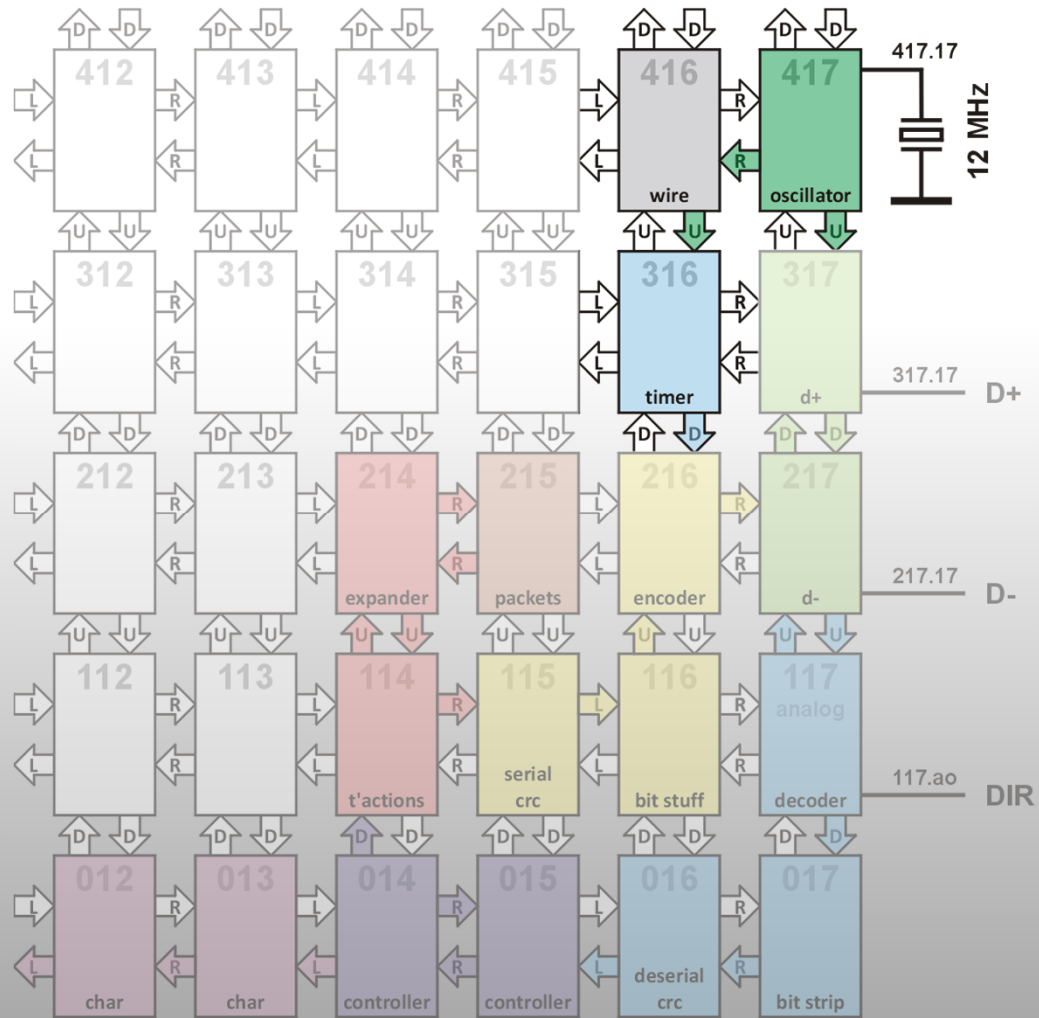 D D D D D D D D D D D D
412 413 414 415 416 417 417.17
L R L R L R
12 MHz
L R L R L R
wire oscillator
U U U U U U U U U U U U
312 313 314 315 316 317
L R L R L R
L R L R L R
317.17 D+
timer d+
D D D D D D D D D D D D
212 213 214 215 216 217
L R L R L R
L R L R L R
217.17 D-
expander packets encoder d-
U U U U U U U U U U U U
112 113 114 115 116 117
analog
L R L R L R
L R L R L R
117.ao DIR
t'actions serial crc bit stuff decoder
D D D D D D D D D D D D
012 013 014 015 016 017
L R L R L R
L R L R L R
char char controller controller deserial crc bit strip